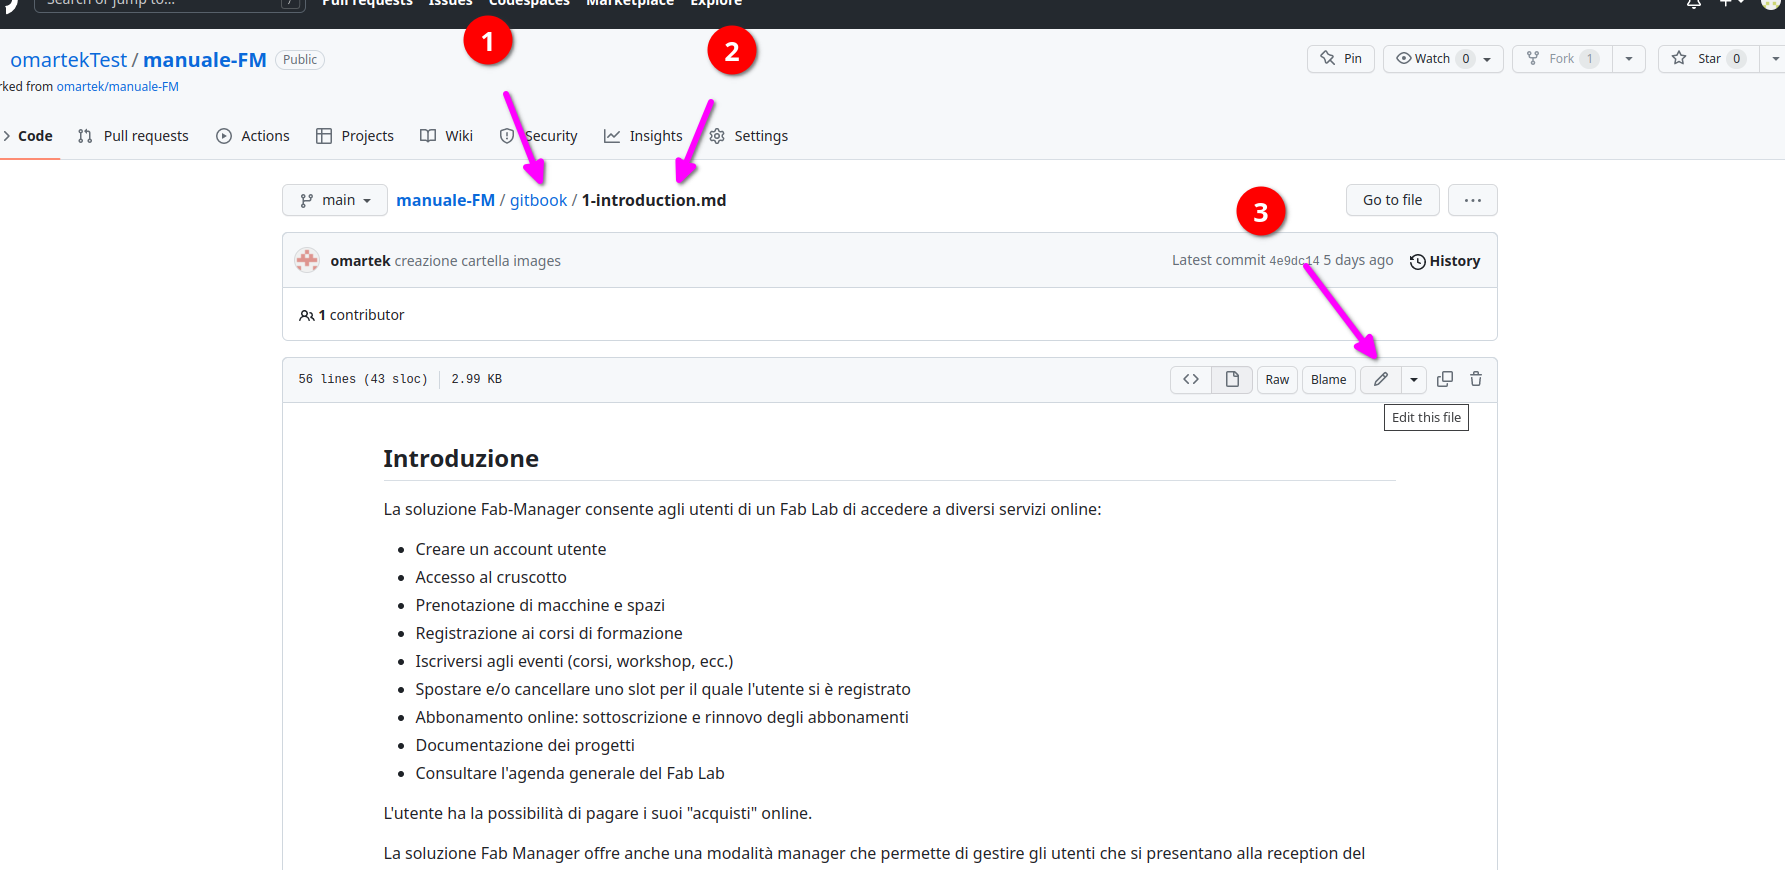 Search or jump to... /
Pull requests Issues Codespaces Marketplace Explore
1
2
omartekTest / manuale-FM Public
Pin Watch 0 Fork 1 Star 0
rked from omartek/manuale-FM
Code Pull requests Actions Projects Wiki Security Insights Settings
main manuale-FM / gitbook / 1-introduction.md Go to file ...
3
omartek creazione cartella images Latest commit 4e9dc14 5 days ago History
1 contributor
56 lines (43 sloc) 2.99 KB <> Raw Blame
Edit this file
Introduzione
La soluzione Fab-Manager consente agli utenti di un Fab Lab di accedere a diversi servizi online:
• Creare un account utente
• Accesso al cruscotto
• Prenotazione di macchine e spazi
• Registrazione ai corsi di formazione
• Iscriversi agli eventi (corsi, workshop, ecc.)
• Spostare e/o cancellare uno slot per il quale l'utente si è registrato
• Abbonamento online: sottoscrizione e rinnovo degli abbonamenti
• Documentazione dei progetti
• Consultare l'agenda generale del Fab Lab
L'utente ha la possibilità di pagare i suoi "acquisti" online.
La soluzione Fab Manager offre anche una modalità manager che permette di gestire gli utenti che si presentano alla reception del